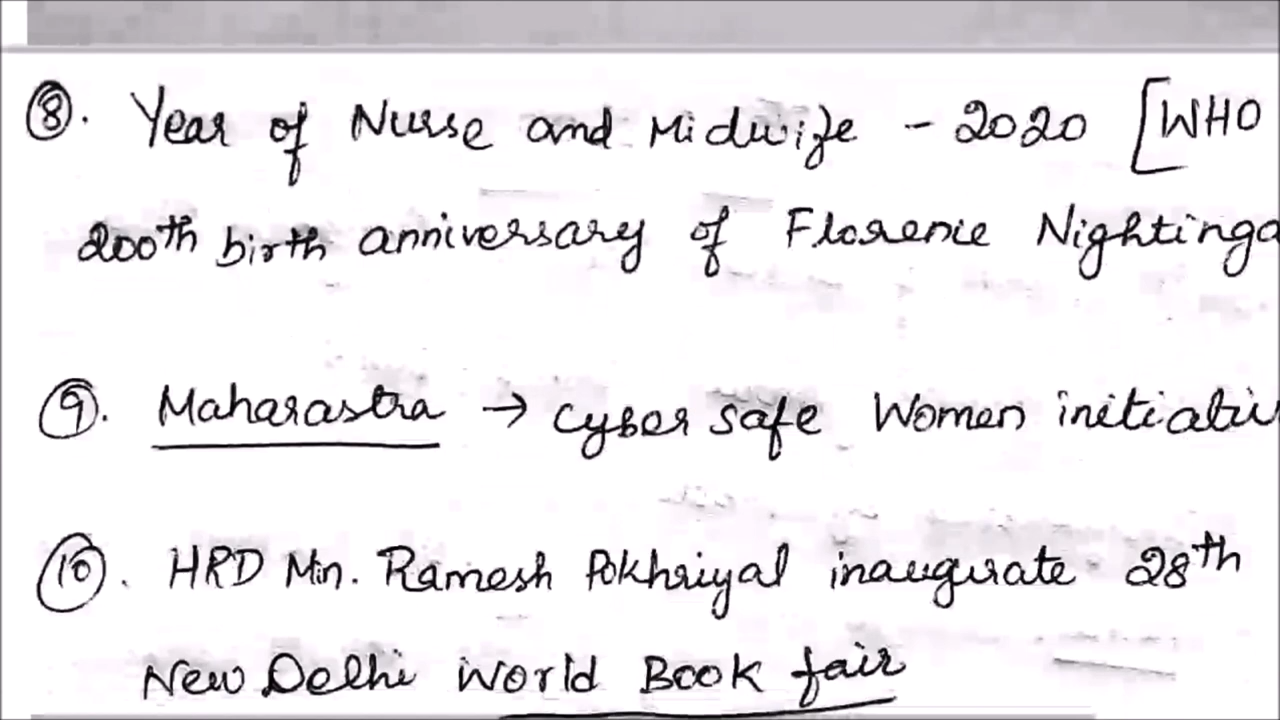 ⑧. Year of Nurse and Midwife - 2020 [WHO
200th birth anniversary of Florence Nightinga
⑨. Maharastra → Cyber safe Women initiativ
⑩. HRD Min. Ramesh Pokhriyal inaugurate 28th
New Delhi World Book fair